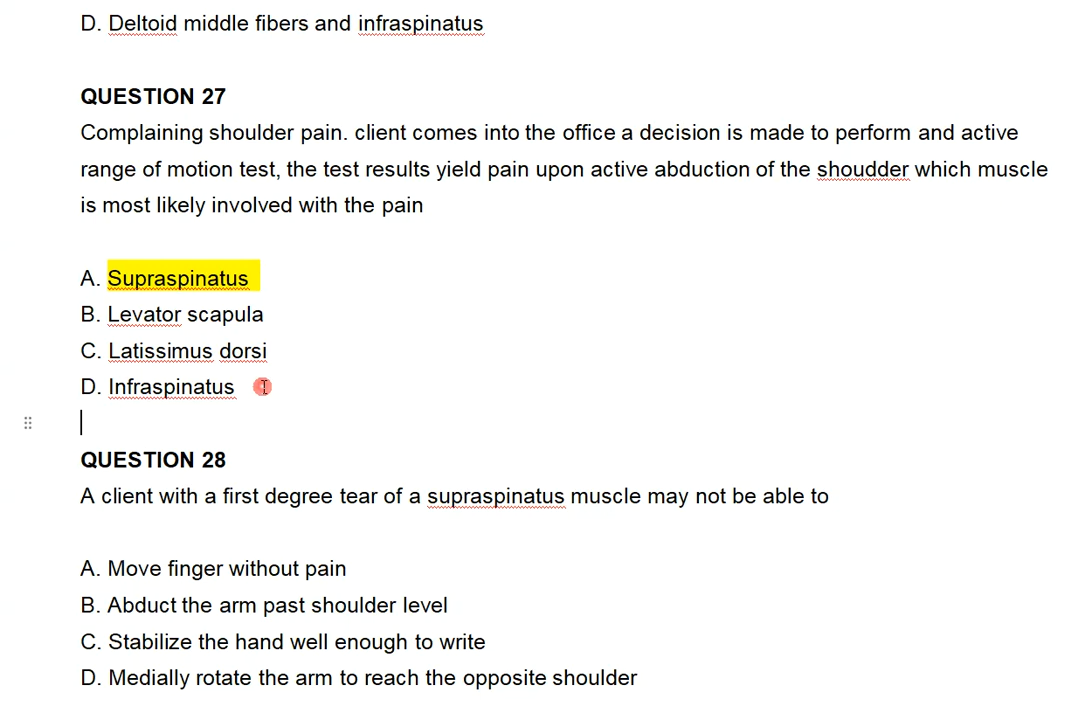 D. Deltoid middle fibers and infraspinatus
QUESTION 27
Complaining shoulder pain. client comes into the office a decision is made to perform and active
range of motion test, the test results yield pain upon active abduction of the shoudder which muscle
is most likely involved with the pain
A. Supraspinatus
B. Levator scapula
C. Latissimus dorsi
D. Infraspinatus
QUESTION 28
A client with a first degree tear of a supraspinatus muscle may not be able to
A. Move finger without pain
B. Abduct the arm past shoulder level
C. Stabilize the hand well enough to write
D. Medially rotate the arm to reach the opposite shoulder